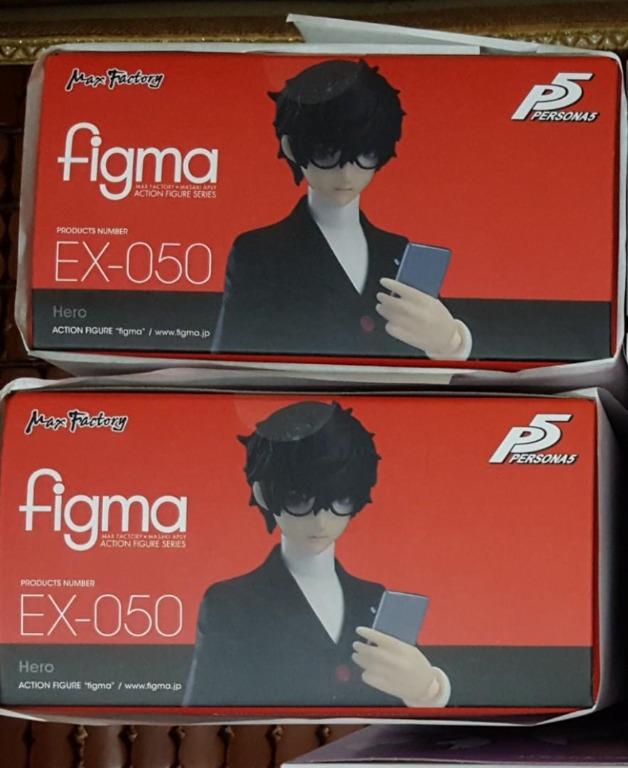 Max Factory
P5
PERSONA5
figma
MAX FACTORY ★ MASAKI APSY
ACTION FIGURE SERIES
PRODUCTS NUMBER
EX-050
Hero
ACTION FIGURE "figma" / www.figma.jp
Max Factory
P5
PERSONA5
figma
MAX FACTORY ★ MASAKI APSY
ACTION FIGURE SERIES
PRODUCTS NUMBER
EX-050
Hero
ACTION FIGURE "figma" / www.figma.jp